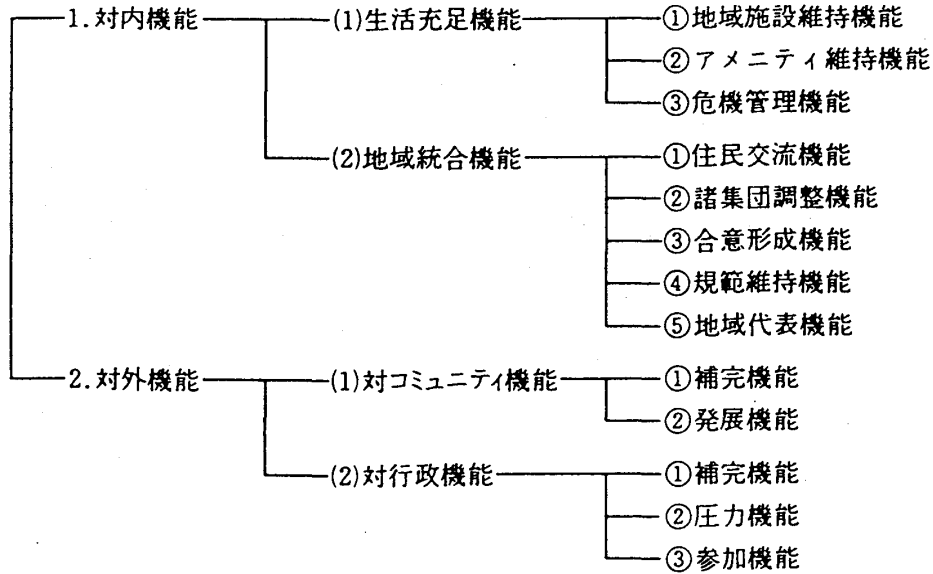 1.対内機能
(1)生活充足機能
①地域施設維持機能
②アメニティ維持機能
③危機管理機能
(2)地域統合機能
①住民交流機能
②諸集団調整機能
③合意形成機能
④規範維持機能
⑤地域代表機能
2.対外機能
(1)対コミュニティ機能
①補完機能
②発展機能
(2)対行政機能
①補完機能
②圧力機能
③参加機能